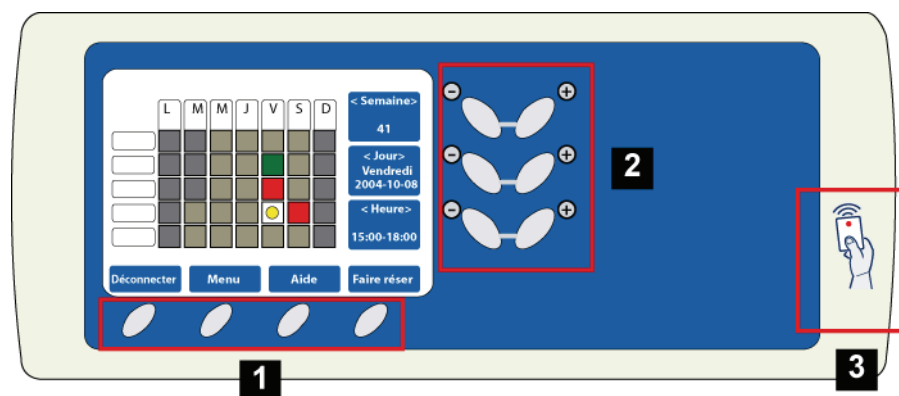 L M M J V S D
< Semaine>
41
< Jour>
Vendredi
2004-10-08
< Heure>
15:00-18:00
Déconnecter Menu Aide Faire réser
- +
- +
- +
1
2
3